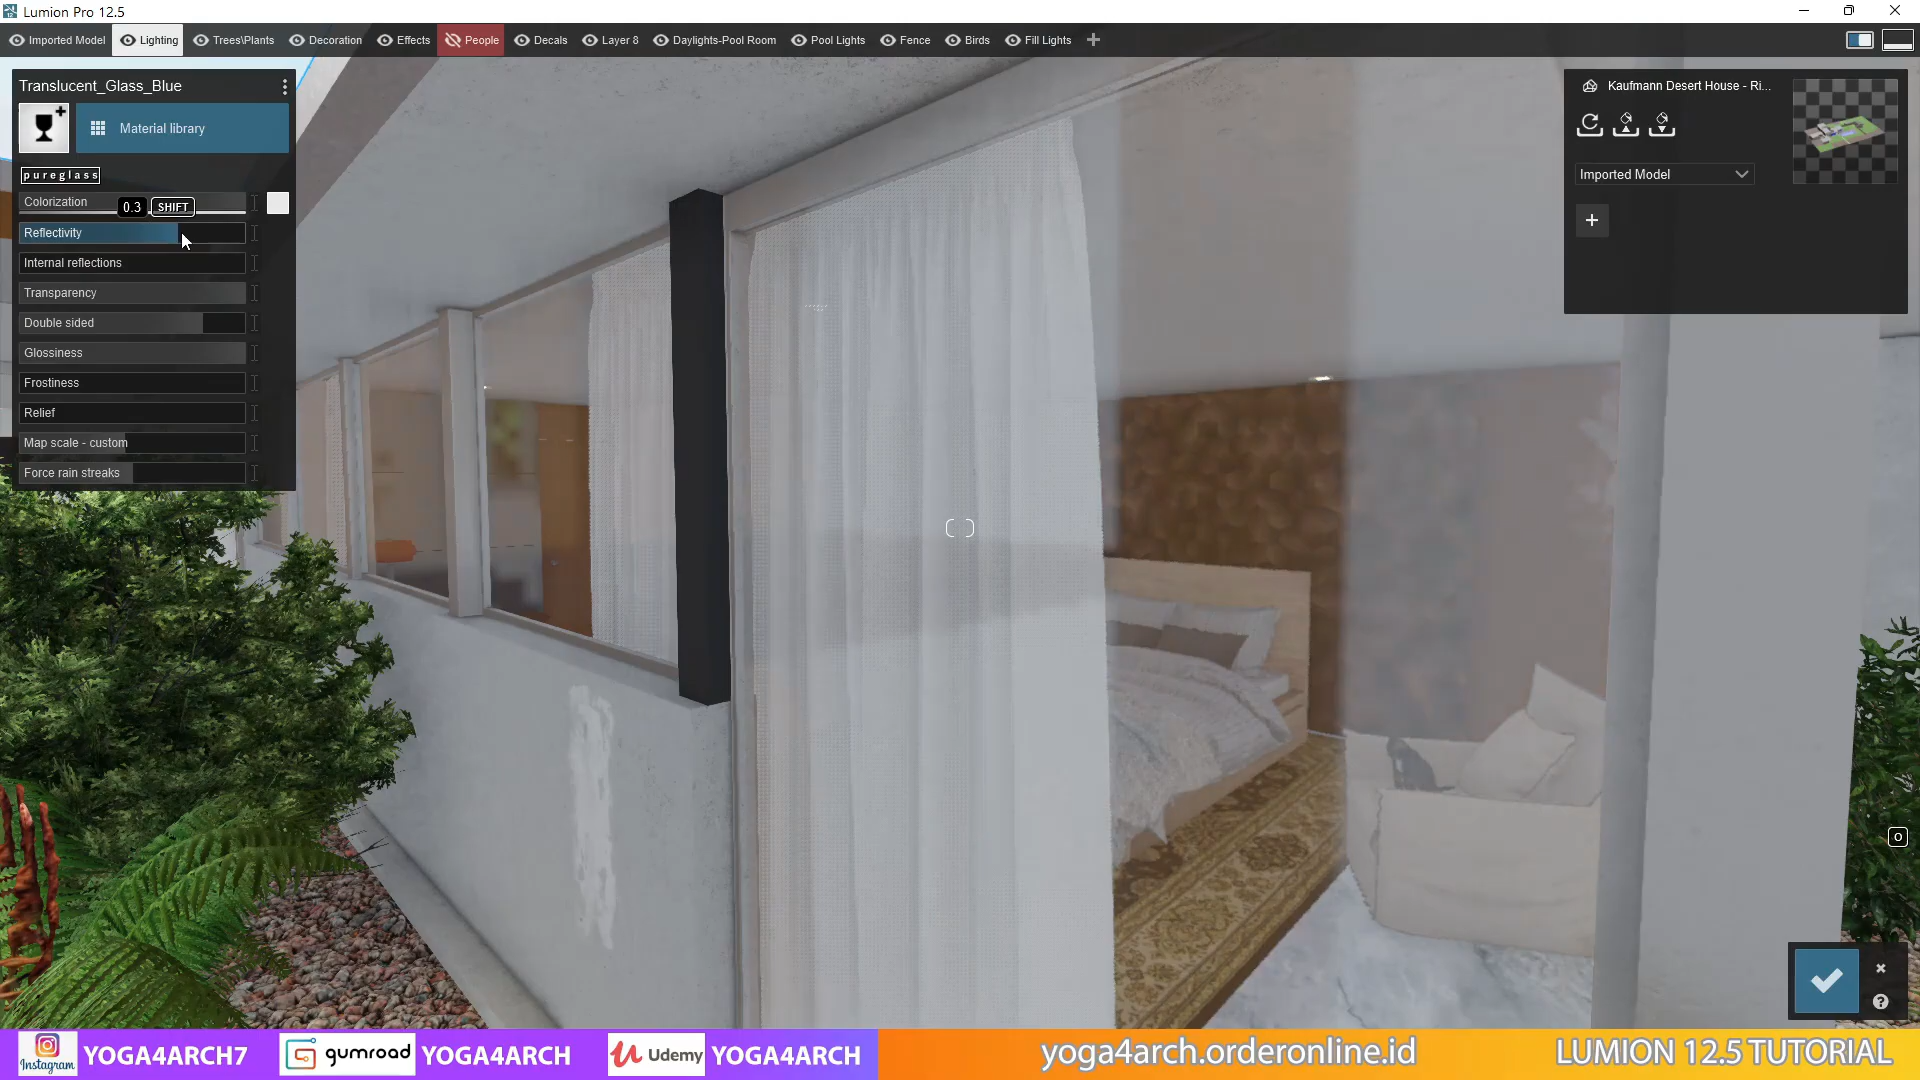 Lumion Pro 12.5
Imported Model
Lighting
Trees\Plants
Decoration
Effects
People
Decals
Layer 8
Daylights-Pool Room
Pool Lights
Fence
Birds
Fill Lights
Translucent_Glass_Blue
Material library
pureglass
Colorization
0.3
SHIFT
Reflectivity
Internal reflections
Transparency
Double sided
Glossiness
Frostiness
Relief
Map scale - custom
Force rain streaks
Kaufmann Desert House - Ri...
Imported Model
Instagram
YOGA4ARCH7
gumroad
YOGA4ARCH
Udemy
YOGA4ARCH
yoga4arch.orderonline.id
LUMION 12.5 TUTORIAL